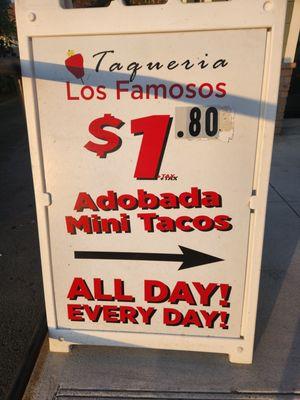 Taqueria
Los Famosos
$1.80
Adobada
Mini Tacos
ALL DAY!
EVERY DAY!